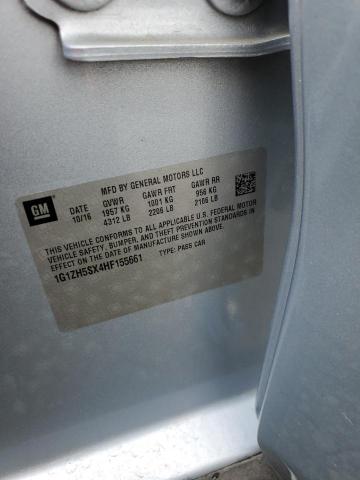 GM
MFD BY GENERAL MOTORS LLC
DATE GVWR GAWR FRT GAWR RR
10/16 1957 KG 1001 KG 956 KG
4312 LB 2206 LB 2106 LB
THIS VEHICLE CONFORMS TO ALL APPLICABLE U.S. FEDERAL MOTOR
VEHICLE SAFETY, BUMPER, AND THEFT PREVENTION STANDARDS IN
EFFECT ON THE DATE OF MANUFACTURE SHOWN ABOVE.
1G1ZH5SX4HF155661 TYPE: PASS CAR